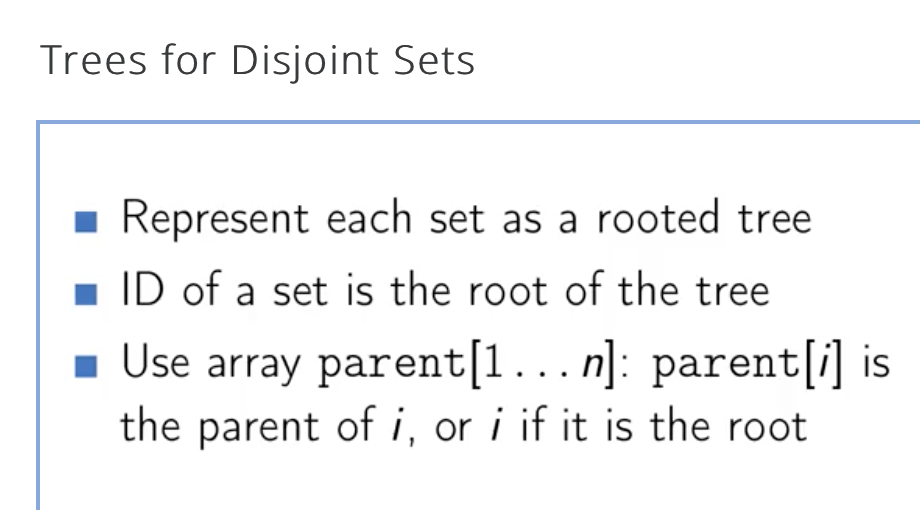 Trees for Disjoint Sets
Represent each set as a rooted tree
ID of a set is the root of the tree
Use array parent[1 . . . n]: parent[i] is
the parent of i, or i if it is the root